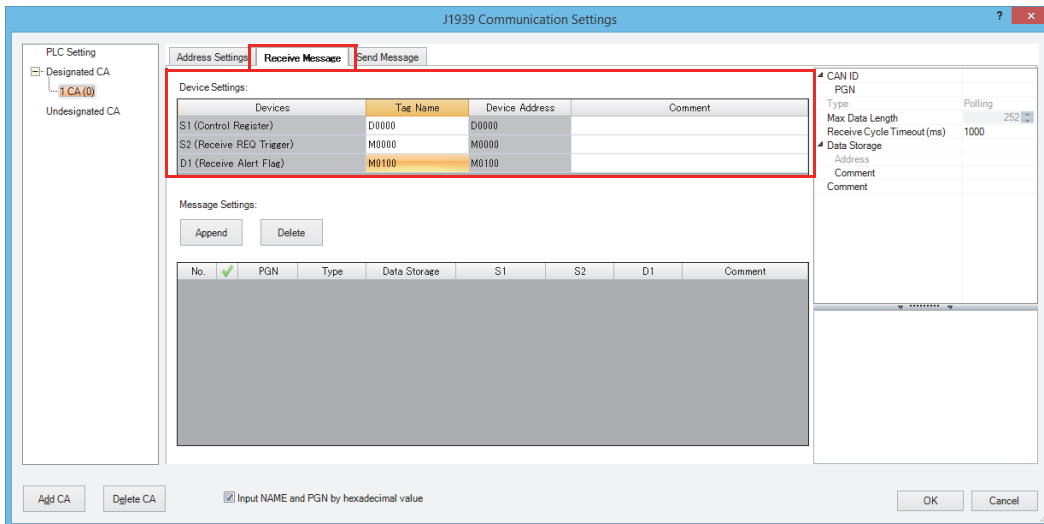 J1939 Communication Settings
? ×
PLC Setting
Designated CA
1 CA (0)
Undesignated CA
Address Settings Receive Message Send Message
Device Settings:
Devices Tag Name Device Address Comment
S1 (Control Register) D0000 D0000
S2 (Receive REQ Trigger) M0000 M0000
D1 (Receive Alert Flag) M0100 M0100
Message Settings:
Append Delete
No. PGN Type Data Storage S1 S2 D1 Comment
CAN ID
PGN
Type Polling
Max Data Length 252
Receive Cycle Timeout (ms) 1000
Data Storage
Address
Comment
Comment
Add CA Delete CA Input NAME and PGN by hexadecimal value OK Cancel